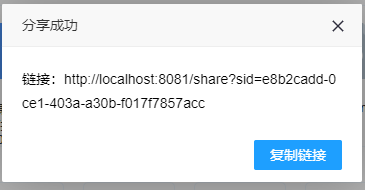 分享成功
链接：http://localhost:8081/share?sid=e8b2cadd-0
ce1-403a-a30b-f017f7857acc
复制链接